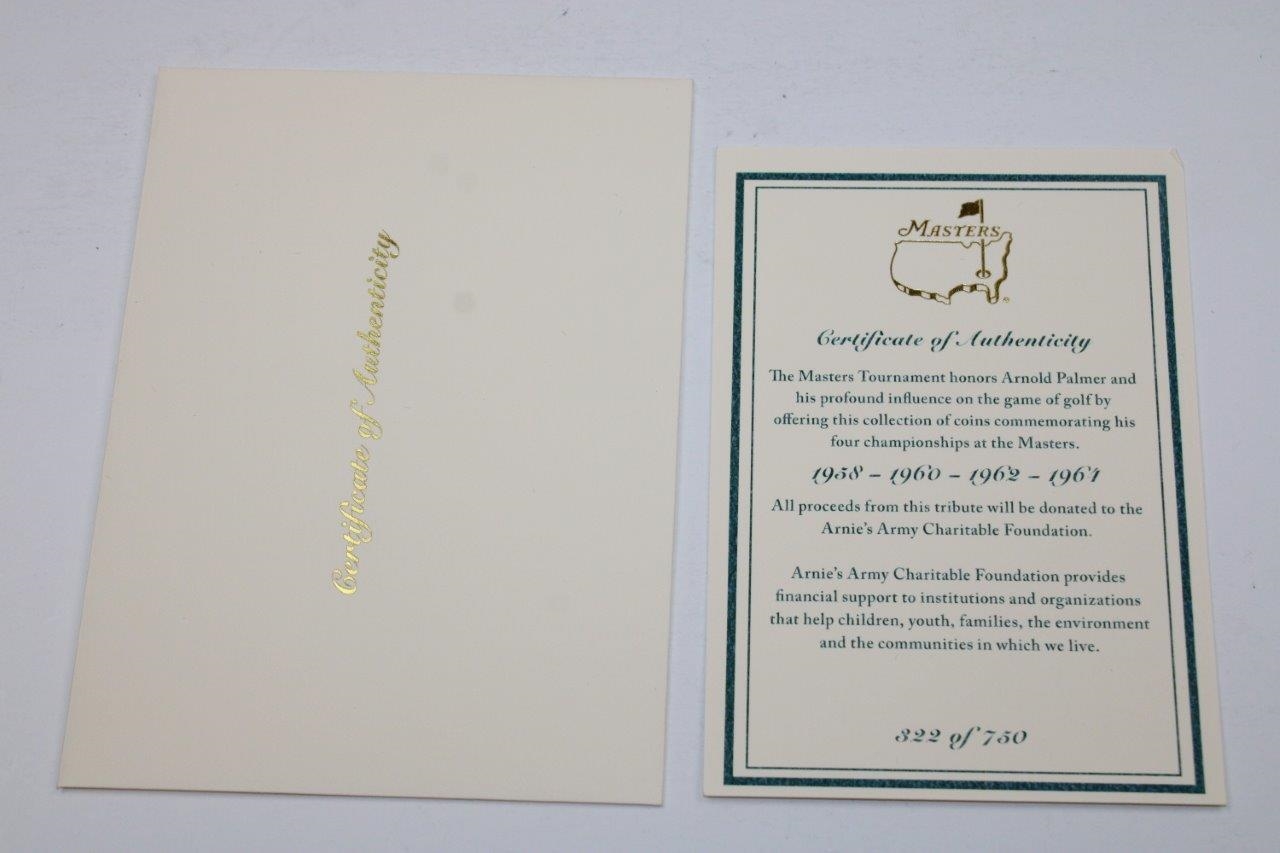 Certificate of Authenticity
MASTERS
Certificate of Authenticity
The Masters Tournament honors Arnold Palmer and
his profound influence on the game of golf by
offering this collection of coins commemorating his
four championships at the Masters.
1958 – 1960 – 1962 – 1964
All proceeds from this tribute will be donated to the
Arnie's Army Charitable Foundation.
Arnie's Army Charitable Foundation provides
financial support to institutions and organizations
that help children, youth, families, the environment
and the communities in which we live.
322 of 750